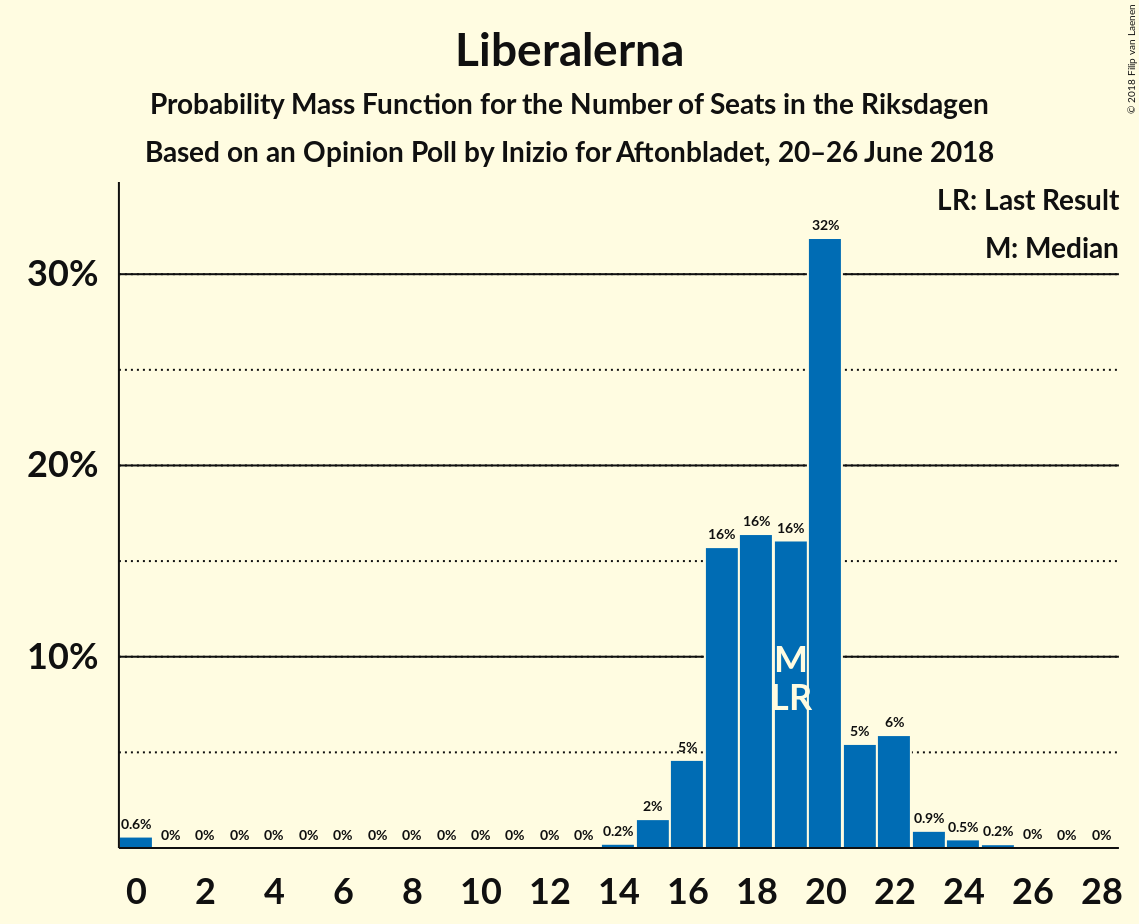 Liberalerna
Probability Mass Function for the Number of Seats in the Riksdagen
Based on an Opinion Poll by Inizio for Aftonbladet, 20–26 June 2018
© 2018 Filip van Laenen
LR: Last Result
M: Median
30%
20%
10%
0.6% 0% 0% 0% 0% 0% 0% 0% 0% 0% 0% 0% 0% 0% 0.2% 2% 5% 16% 16% 16% 32% 5% 6% 0.9% 0.5% 0.2% 0% 0% 0%
M
LR
0 2 4 6 8 10 12 14 16 18 20 22 24 26 28